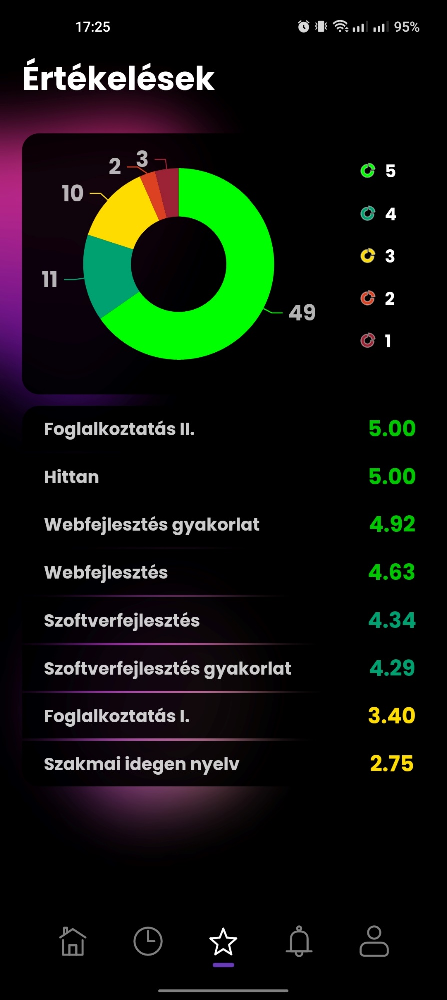 17:25
95%
Értékelések
2
3
10
11
49
5
4
3
2
1
Foglalkoztatás II. 5.00
Hittan 5.00
Webfejlesztés gyakorlat 4.92
Webfejlesztés 4.63
Szoftverfejlesztés 4.34
Szoftverfejlesztés gyakorlat 4.29
Foglalkoztatás I. 3.40
Szakmai idegen nyelv 2.75